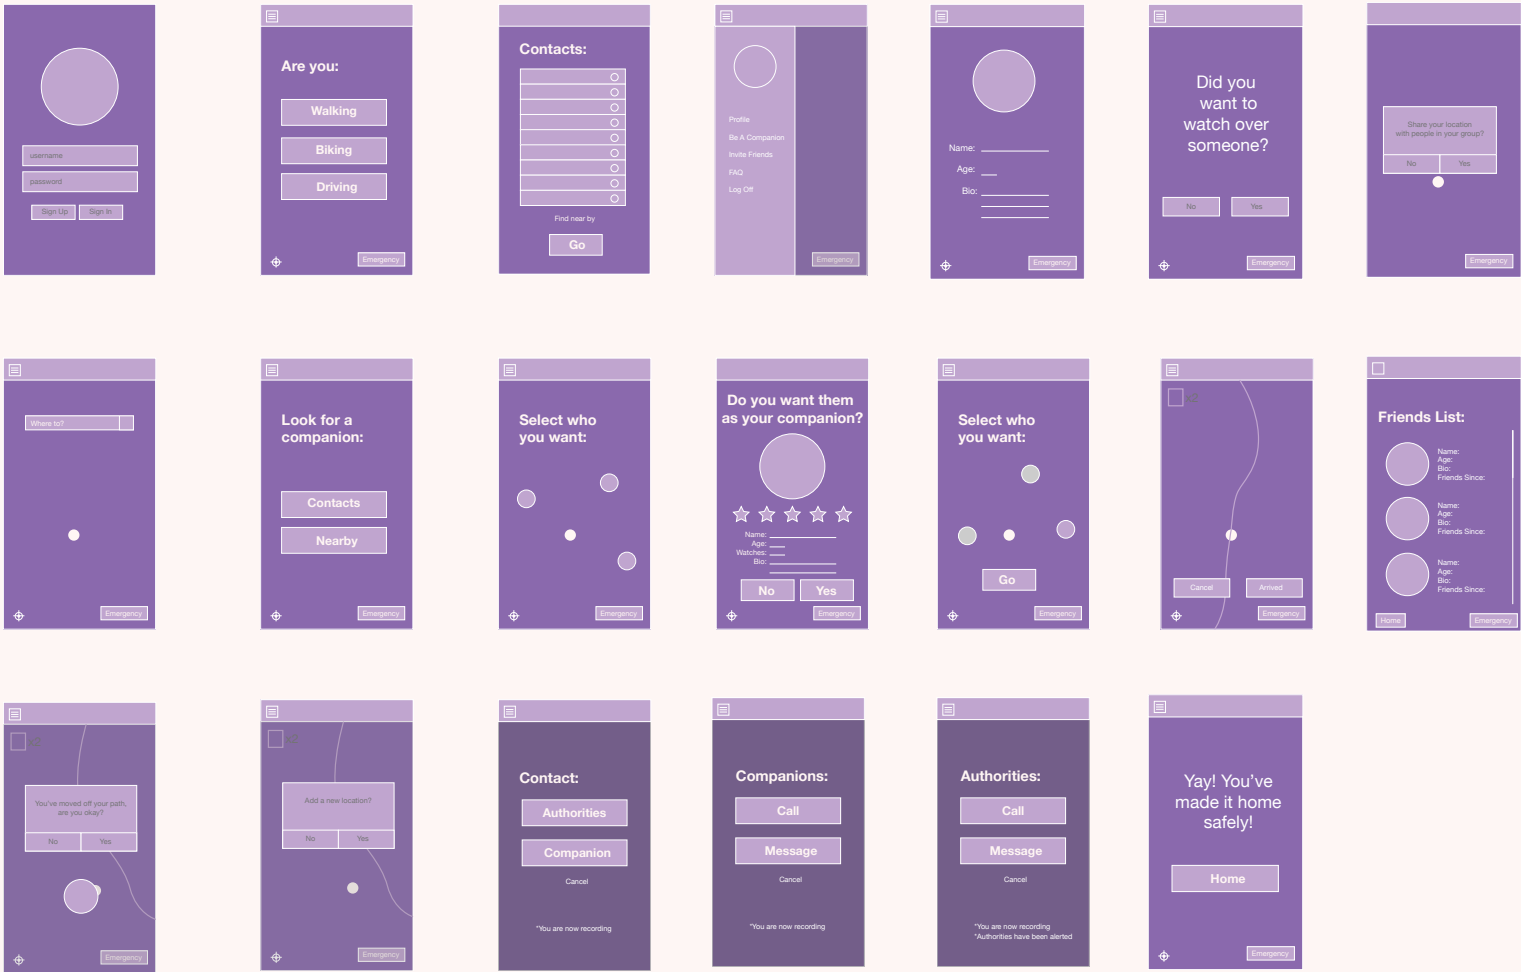 username
password
Sign Up
Sign In
Are you:
Walking
Biking
Driving
Emergency
Contacts:
Find near by
Go
Profile
Be A Companion
Invite Friends
FAQ
Log Off
Emergency
Name:
Age:
Bio:
Emergency
Did you
want to
watch over
someone?
No
Yes
Emergency
Share your location
with people in your group?
No
Yes
Emergency
Where to?
Emergency
Look for a
companion:
Contacts
Nearby
Emergency
Select who
you want:
Emergency
Do you want them
as your companion?
Name:
Age:
Watches:
Bio:
No
Yes
Emergency
Select who
you want:
Go
Emergency
x2
Cancel
Arrived
Emergency
Friends List:
Name:
Age:
Bio:
Friends Since:
Name:
Age:
Bio:
Friends Since:
Name:
Age:
Bio:
Friends Since:
Home
Emergency
You've moved off your path,
are you okay?
No
Yes
Emergency
Add a new location?
No
Yes
Emergency
Contact:
Authorities
Companion
Cancel
*You are now recording
Companions:
Call
Message
Cancel
*You are now recording
Authorities:
Call
Message
Cancel
*You are now recording
*Authorities have been alerted
Yay! You've
made it home
safely!
Home
Emergency